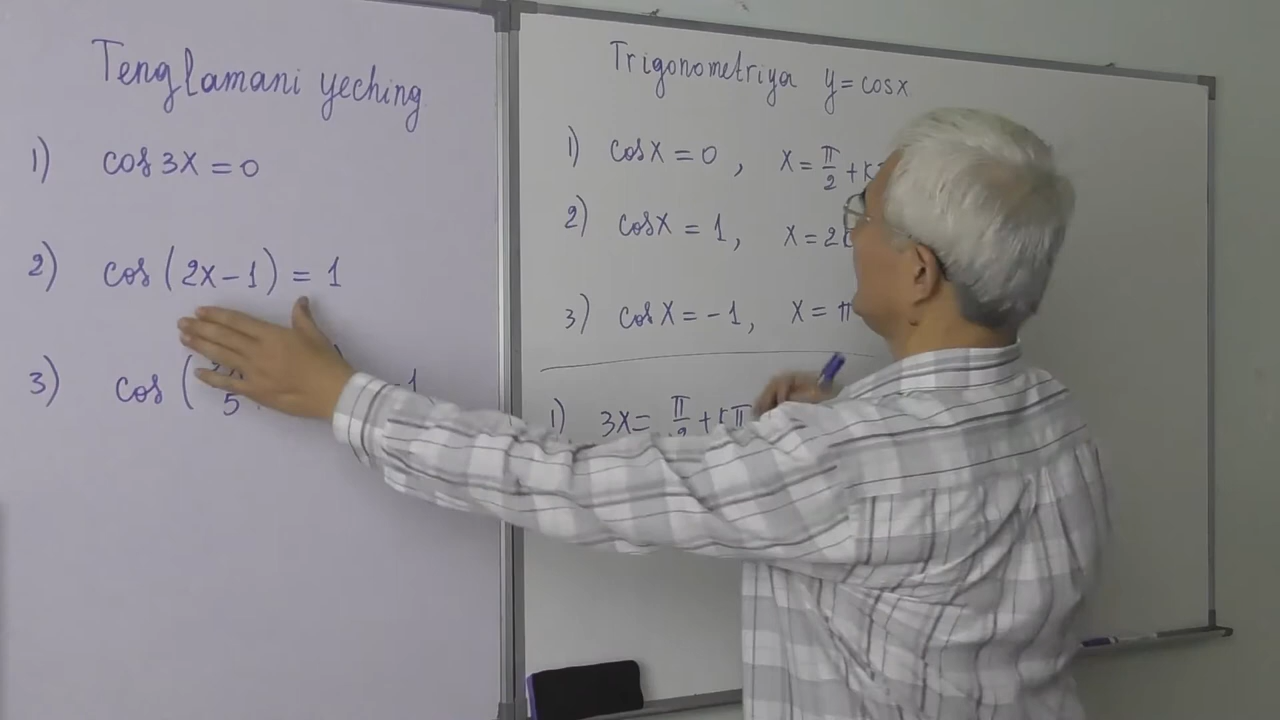 Tenglamani yeching
1) cos 3x = 0
2) cos (2x - 1) = 1
3) cos ( 5
Trigonometriya y = cos x
1) cos x = 0, x = π/2 + k
2) cos x = 1, x = 2
3) cos x = -1, x = π
1) 3x = π/2 + kπ